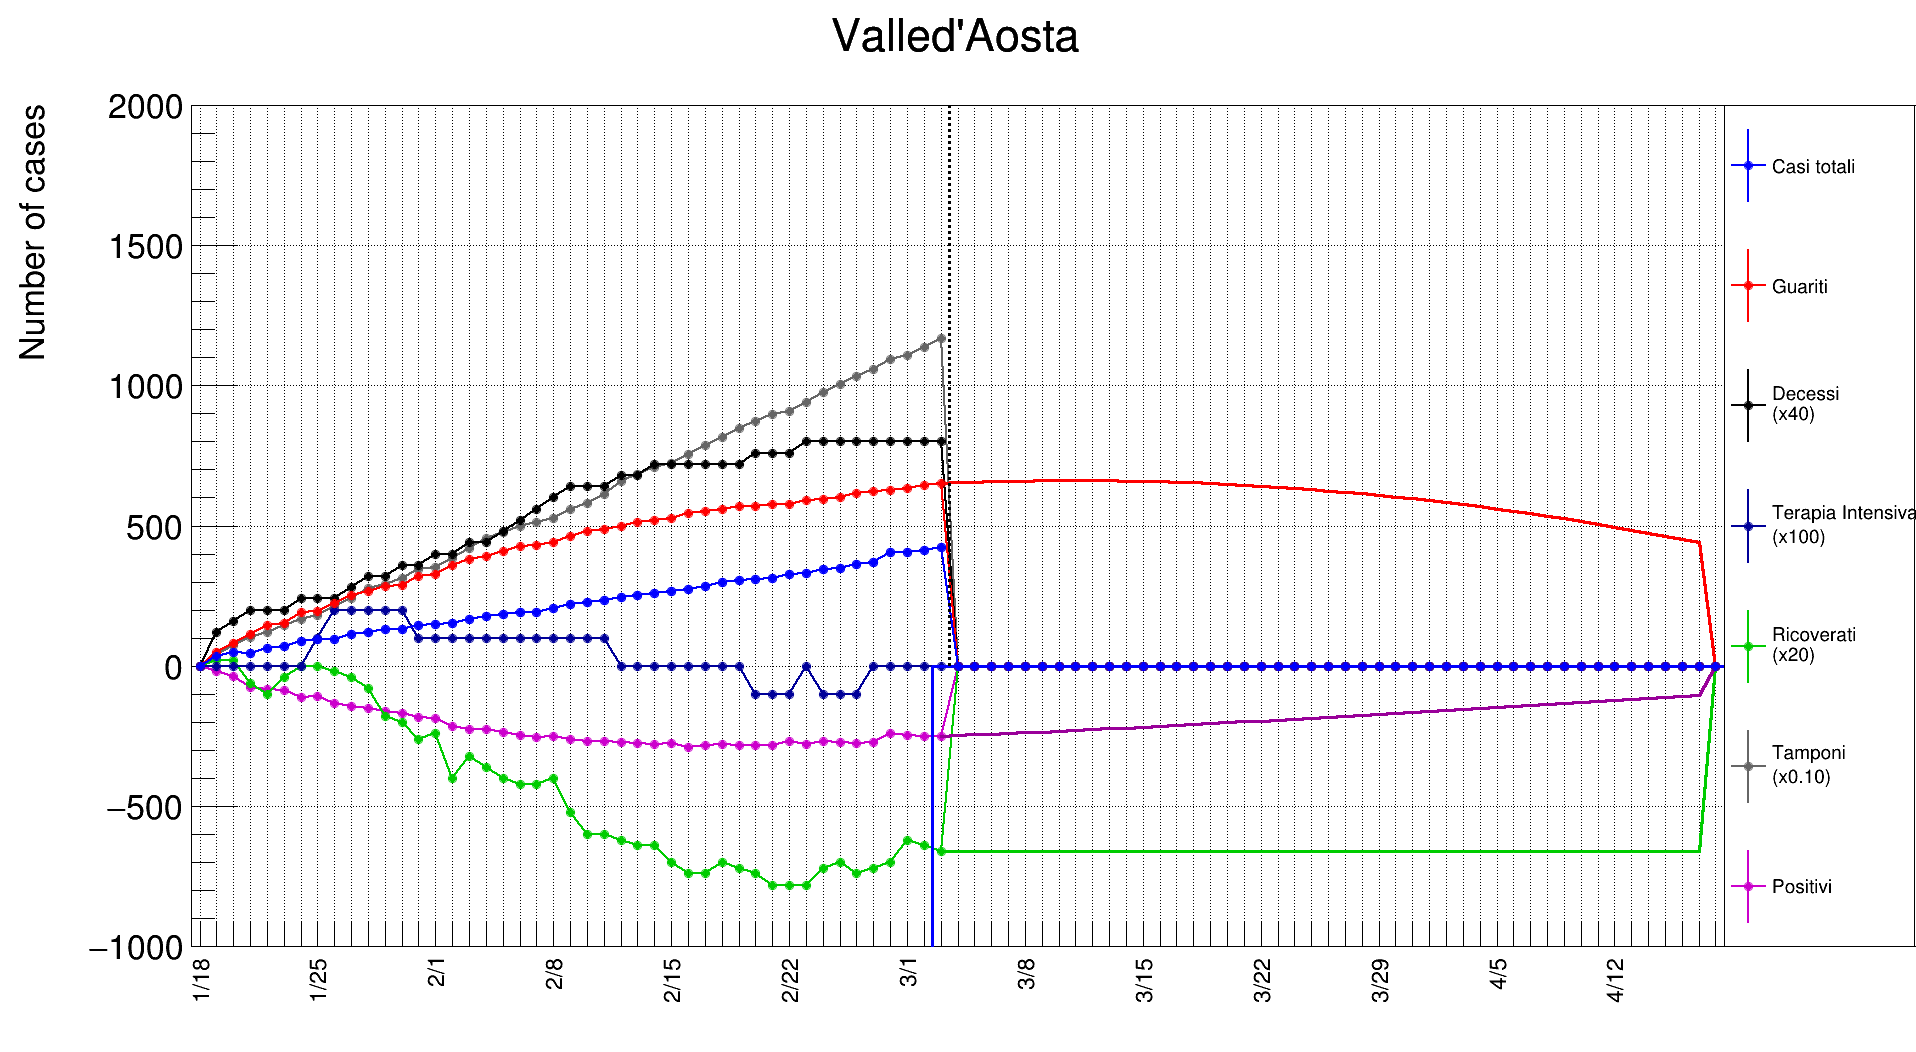 Valled'Aosta
Number of cases
2000
1500
1000
500
0
−500
−1000
1/18
1/25
2/1
2/8
2/15
2/22
3/1
3/8
3/15
3/22
3/29
4/5
4/12
Casi totali
Guariti
Decessi
(x40)
Terapia Intensiva
(x100)
Ricoverati
(x20)
Tamponi
(x0.10)
Positivi